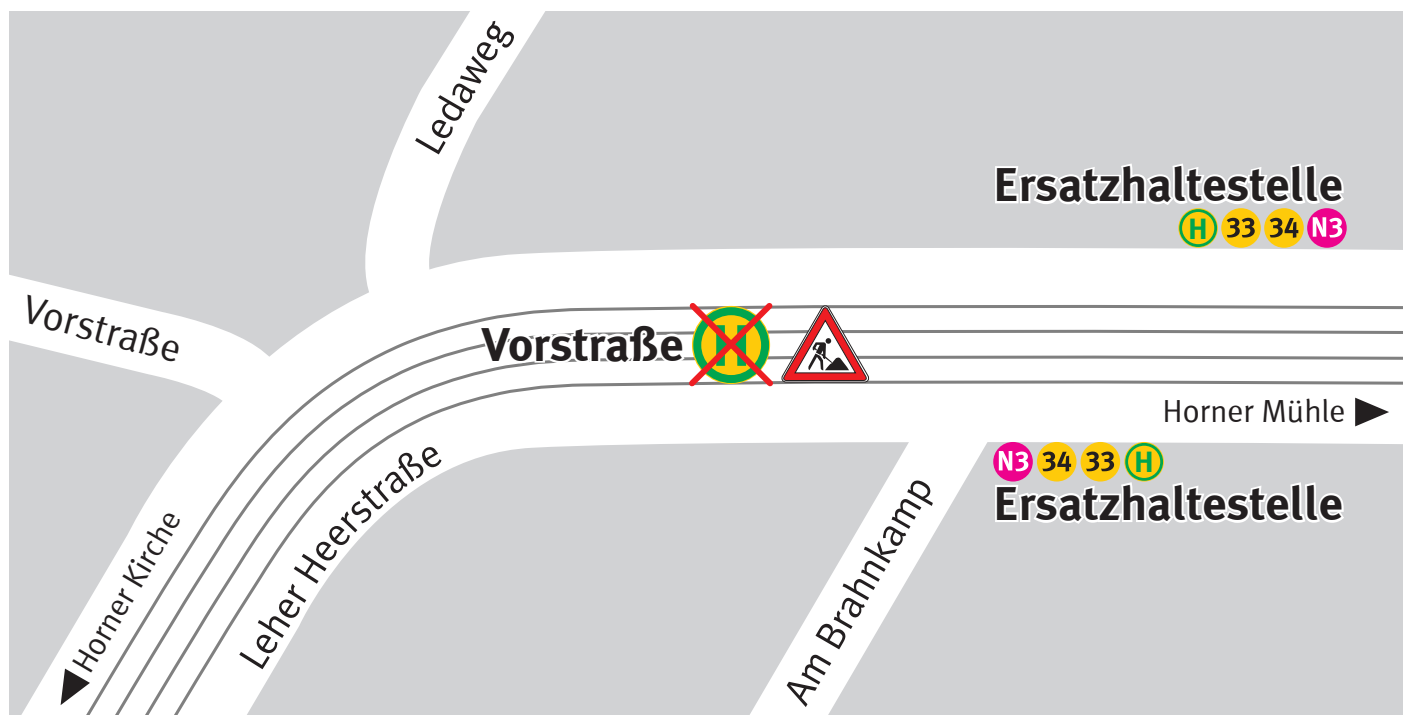 Ledaweg
Ersatzhaltestelle
H 33 34 N3
Vorstraße
Vorstraße H
Horner Mühle
N3 34 33 H
Ersatzhaltestelle
Leher Heerstraße
Horner Kirche
Am Brahnkamp